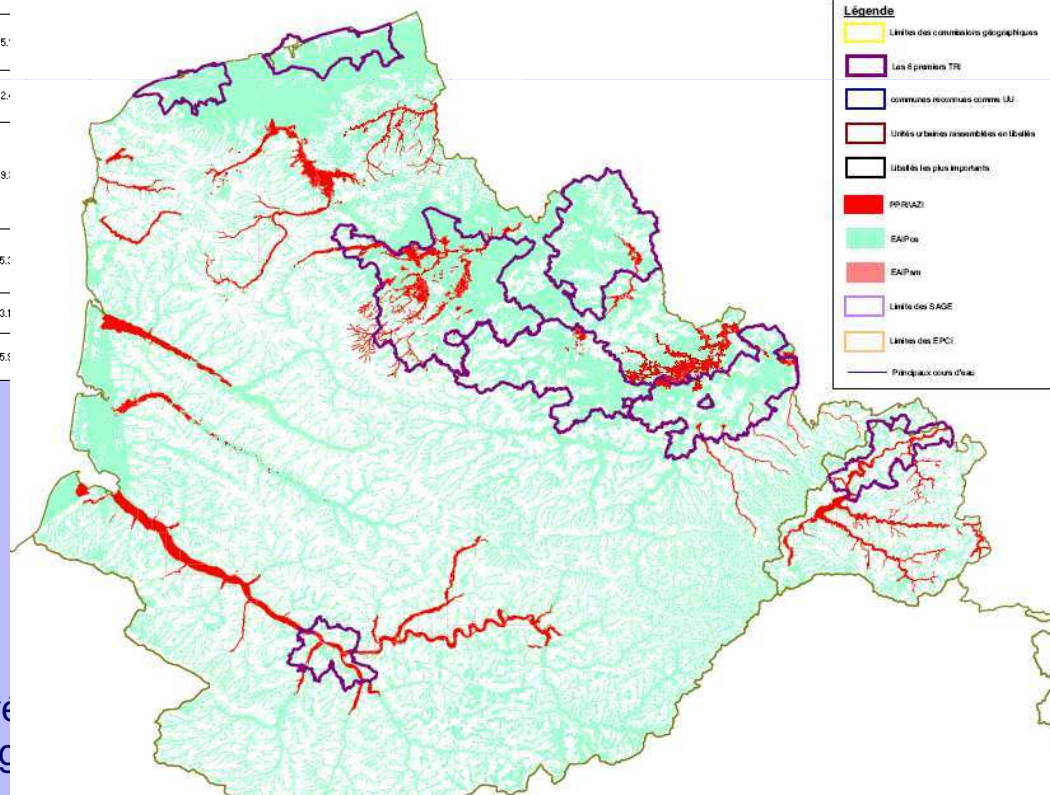 Légende
Limites des commissions géographiques
Les 8 premiers TRI
communes reconnues comme UU
Unités urbaines rassemblées en libellés
Libellés les plus importants
PPRI\AZI
EAIPce
EAIPsm
Limite des SAGE
Limites des EPCI
Principaux cours d'eau